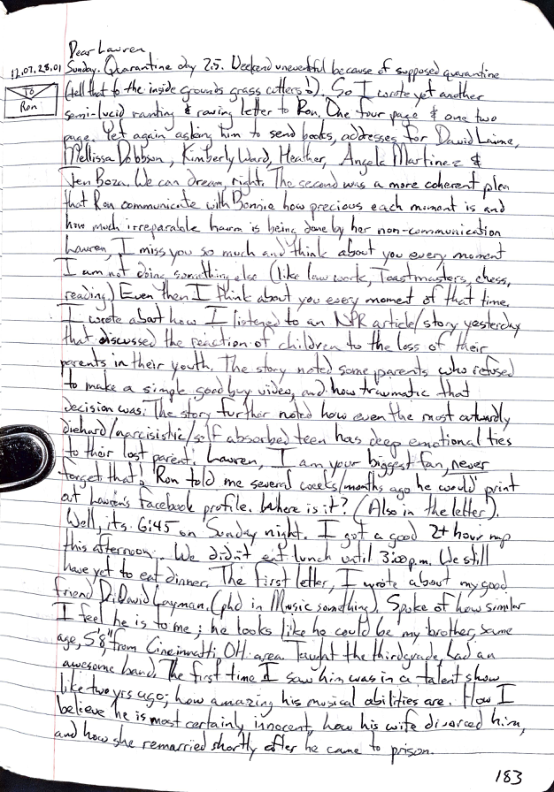 Dear Lauren,
12.07.28.01 Sunday. Quarantine day 25. Weekend uneventful because of supposed quarantine
TO
Ron
(tell that to the inside grounds grass cutters). So I wrote yet another
semi-lucid ranting & raving letter to Ron. One four page & one two
page. Yet again asking him to send books, addresses for David Laime,
Mellissa Dobbson, Kimberly Ward, Heather, Angela Martinez &
Jen Boza. We can dream, right. The second was a more coherent plea
that Ron communicate with Bonnie how precious each moment is and
how much irreparable harm is being done by her non-communication
Lauren, I miss you so much and think about you every moment
I am not doing something else (like law work, Toastmasters, chess,
reading) Even then I think about you every moment of that time.
I wrote about how I listened to an NPR article/story yesterday
that discussed the reaction of children to the loss of their
parents in their youth. The story noted some parents who refused
to make a simple good buy video, and how traumatic that
decision was. The story further noted how even the most outwardly
diehard/narcisistic/self absorbed teen has deep emotional ties
to their lost parent. Lauren, I am your biggest fan, never
forget that. Ron told me several weeks/months ago he would print
out Lauren's facebook profile. Where is it? (Also in the letter).
Well, its 6:45 on Sunday night. I got a good 2+ hour nap
this afternoon. We didn't eat lunch until 3:00 p.m. We still
have yet to eat dinner. The first letter, I wrote about my good
friend Dr. David Layman, (phd in Music something). Spoke of how similar
I feel he is to me; he looks like he could be my brother, same
age, 5'8", from Cincinnatti, OH area. Taught the third grade. had an
awesome band. The first time I saw him was in a talent show
like two yrs ago; how amazing his musical abilities are. How I
believe he is most certainly innocent, how his wife divorced him,
and how she remarried shortly after he came to prison.
183